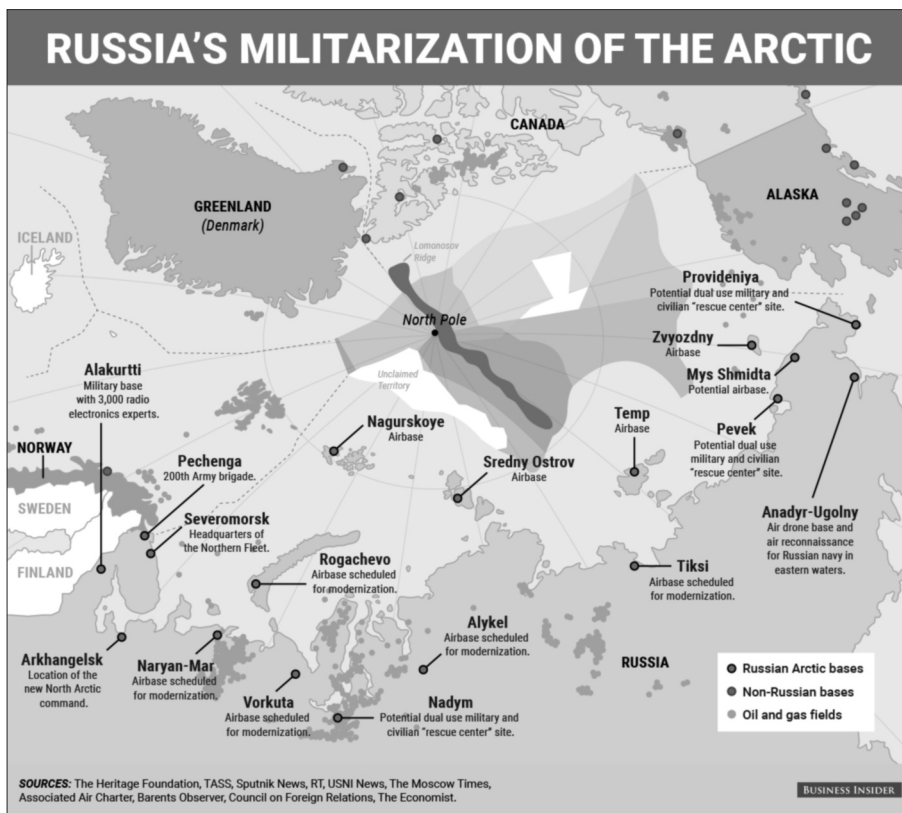 RUSSIA'S MILITARIZATION OF THE ARCTIC
CANADA
GREENLAND
(Denmark)
ALASKA
ICELAND
Lomonosov
Ridge
North Pole
Provideniya
Potential dual use military and
civilian "rescue center" site.
Zvyozdny
Airbase
Mys Shmidta
Potential airbase.
Alakurtti
Military base
with 3,000 radio
electronics experts.
Unclaimed
Territory
Nagurskoye
Airbase
Temp
Airbase
Pevek
Potential dual use
military and civilian
"rescue center" site.
NORWAY
Pechenga
200th Army brigade.
Sredny Ostrov
Airbase
SWEDEN
Severomorsk
Headquarters of
the Northern Fleet.
Anadyr-Ugolny
Air drone base and
air reconnaissance
for Russian navy in
eastern waters.
FINLAND
Rogachevo
Airbase scheduled
for modernization.
Tiksi
Airbase scheduled
for modernization.
Alykel
Airbase scheduled
for modernization.
Arkhangelsk
Location of the
new North Arctic
command.
Naryan-Mar
Airbase scheduled
for modernization.
RUSSIA
Vorkuta
Airbase scheduled
for modernization.
Nadym
Potential dual use military and
civilian "rescue center" site.
Russian Arctic bases
Non-Russian bases
Oil and gas fields
SOURCES: The Heritage Foundation, TASS, Sputnik News, RT, USNI News, The Moscow Times,
Associated Air Charter, Barents Observer, Council on Foreign Relations, The Economist.
BUSINESS INSIDER